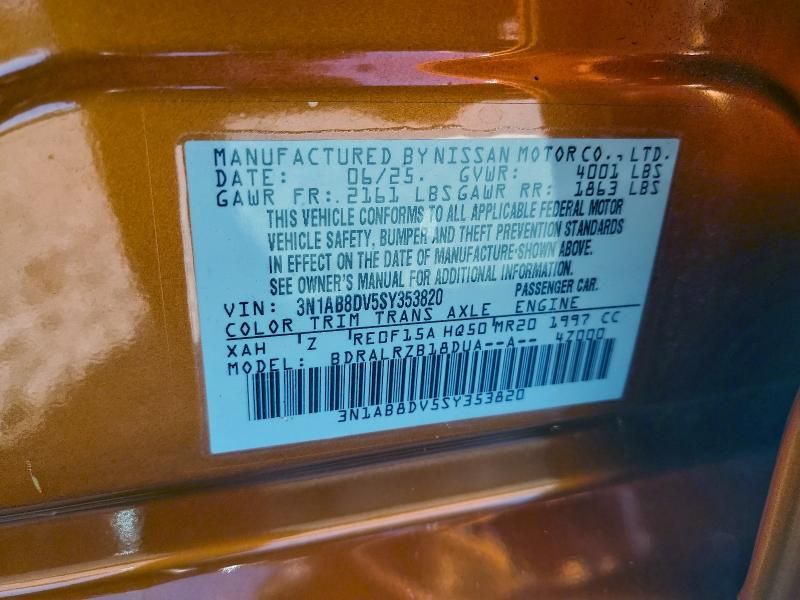 MANUFACTURED BY NISSAN MOTOR CO., LTD.
DATE: 06/25. GVWR: 4001 LBS
GAWR FR: 2161 LBS GAWR RR: 1863 LBS
THIS VEHICLE CONFORMS TO ALL APPLICABLE FEDERAL MOTOR
VEHICLE SAFETY, BUMPER AND THEFT PREVENTION STANDARDS
IN EFFECT ON THE DATE OF MANUFACTURE SHOWN ABOVE.
SEE OWNER'S MANUAL FOR ADDITIONAL INFORMATION.
VIN: 3N1AB8DV5SY353820 PASSENGER CAR.
COLOR TRIM TRANS AXLE ENGINE
XAH Z RE0F15A HQ50 MR20 1997 CC
MODEL: BDRALRZB18DUA--A-- 4Z000
3N1AB8DV5SY353820